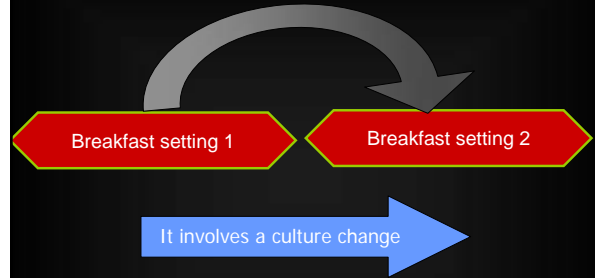 Breakfast setting 1
Breakfast setting 2
It involves a culture change